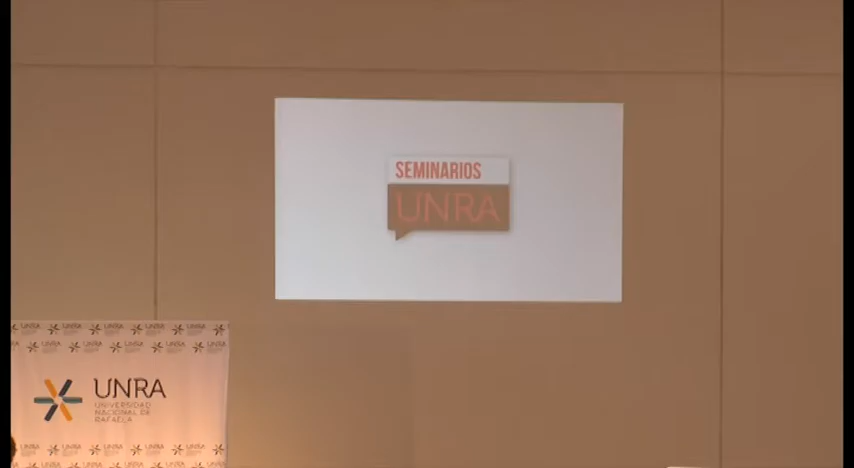 SEMINARIOS
UNRA
UNRA
UNIVERSIDAD
NACIONAL DE
RAFAELA